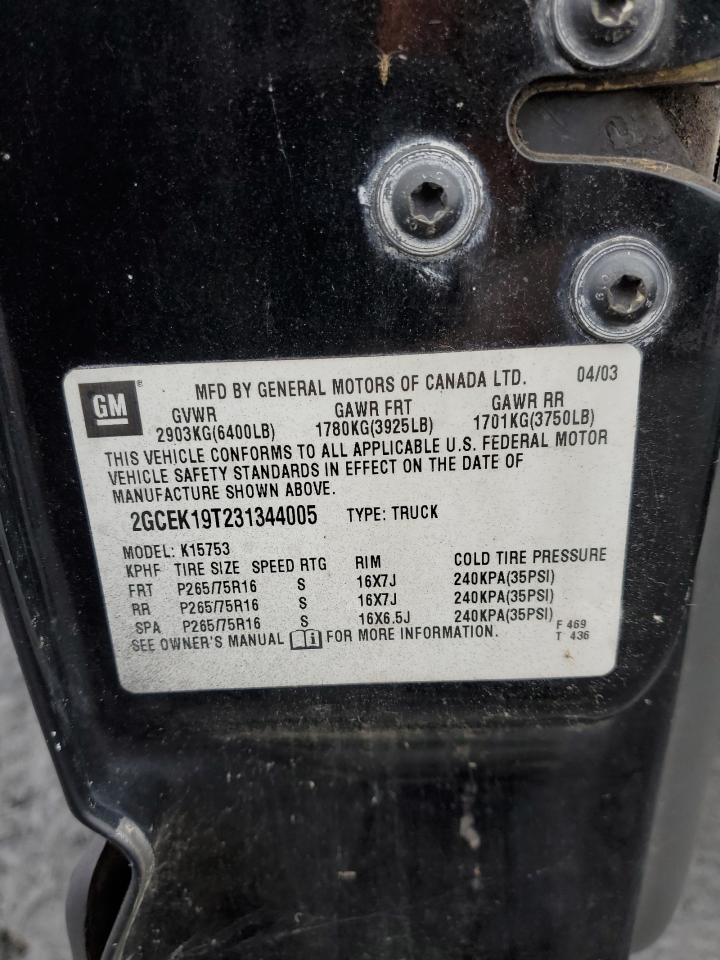 GM ® MFD BY GENERAL MOTORS OF CANADA LTD. 04/03
GVWR GAWR FRT GAWR RR
2903KG(6400LB) 1780KG(3925LB) 1701KG(3750LB)
THIS VEHICLE CONFORMS TO ALL APPLICABLE U.S. FEDERAL MOTOR
VEHICLE SAFETY STANDARDS IN EFFECT ON THE DATE OF
MANUFACTURE SHOWN ABOVE.
2GCEK19T231344005 TYPE: TRUCK
MODEL: K15753
KPHF TIRE SIZE SPEED RTG RIM COLD TIRE PRESSURE
FRT P265/75R16 S 16X7J 240KPA(35PSI)
RR P265/75R16 S 16X7J 240KPA(35PSI)
SPA P265/75R16 S 16X6.5J 240KPA(35PSI)
SEE OWNER'S MANUAL FOR MORE INFORMATION.
F 469
T 436